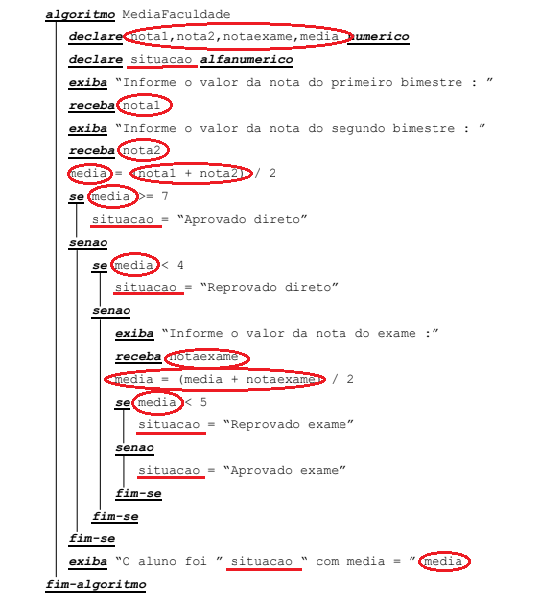 algoritmo MediaFaculdade
declare nota1,nota2,notaexame,media numerico
declare situacao alfanumerico
exiba “Informe o valor da nota do primeiro bimestre : ”
receba nota1
exiba “Informe o valor da nota do segundo bimestre : ”
receba nota2
media = (nota1 + nota2) / 2
se media >= 7
situacao = “Aprovado direto”
senao
se media < 4
situacao = “Reprovado direto”
senao
exiba “Informe o valor da nota do exame :”
receba notaexame
media = (media + notaexame) / 2
se media < 5
situacao = “Reprovado exame”
senao
situacao = “Aprovado exame”
fim-se
fim-se
fim-se
exiba “O aluno foi ” situacao “ com media = ” media
fim-algoritmo